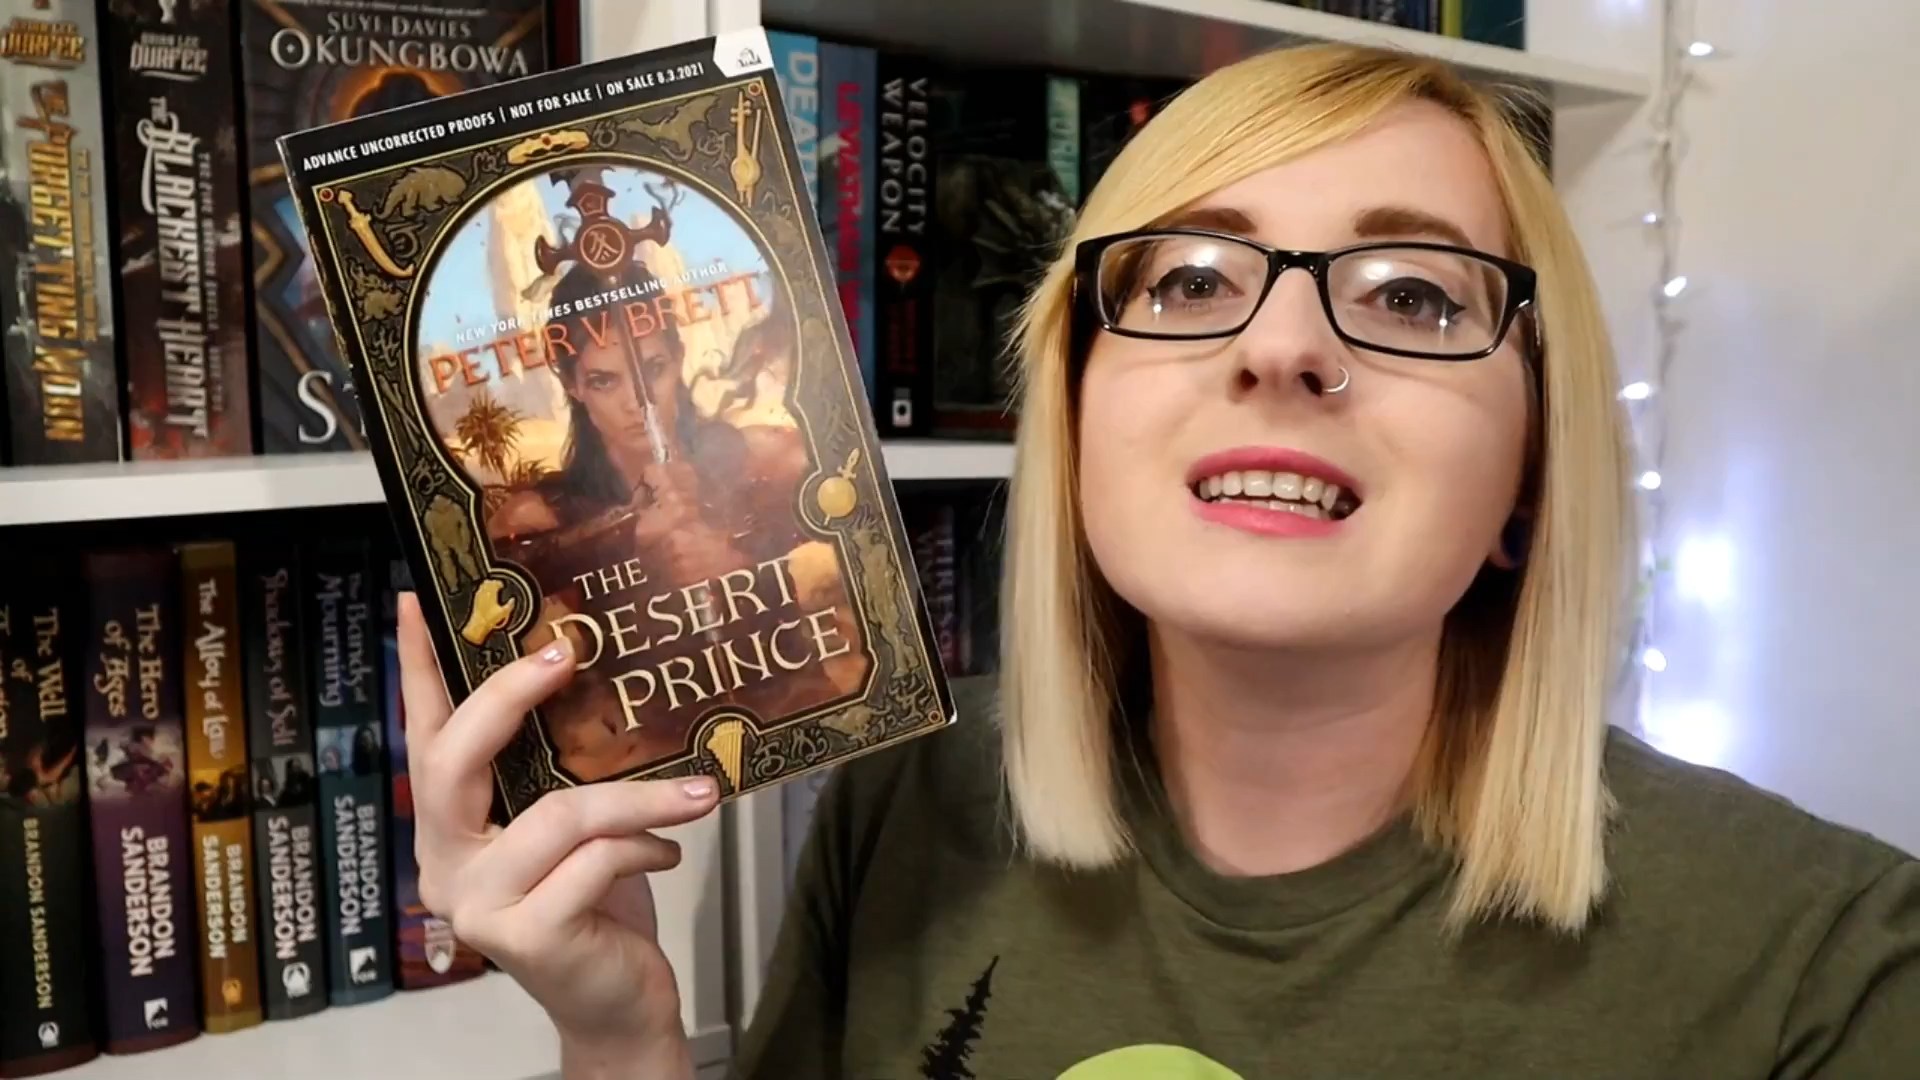 SUYI DAVIES
OKUNGBOWA
ADVANCE UNCORRECTED PROOFS | NOT FOR SALE | ON SALE 8.3.2021
NEW YORK TIMES BESTSELLING AUTHOR
PETER V. BRETT
THE
DESERT
PRINCE
DURFEE
THE
FORGETTING MOON
BRIAN LEE
DURFEE
THE
BLACKEST HEART
VELOCITY
WEAPON
The Well
of
BRANDON SANDERSON
The Hero
of Ages
BRANDON
SANDERSON
The Alloy of Law
BRANDON
SANDERSON
Shadows of Self
BRANDON
SANDERSON
The Bands of
Mourning
BRANDON
SANDERSON
TOR